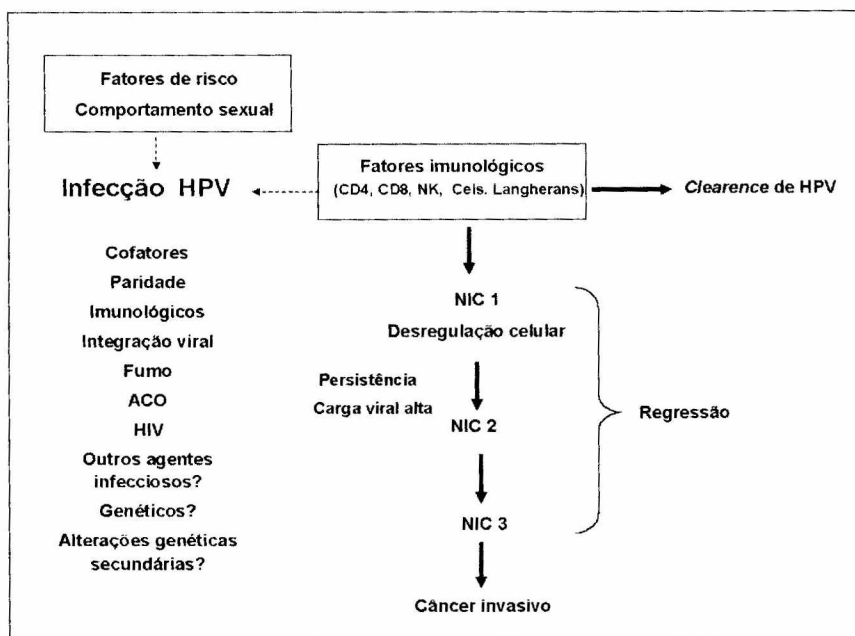 Fatores de risco
Comportamento sexual
Infecção HPV
Fatores imunológicos
(CD4, CD8, NK, Ceis. Langherans)
Clearence de HPV
Cofatores
Paridade
Imunológicos
Integração viral
Fumo
ACO
HIV
Outros agentes
infecciosos?
Genéticos?
Alterações genéticas
secundárias?
NIC 1
Desregulação celular
Persistência
Carga viral alta
NIC 2
NIC 3
Câncer invasivo
Regressão